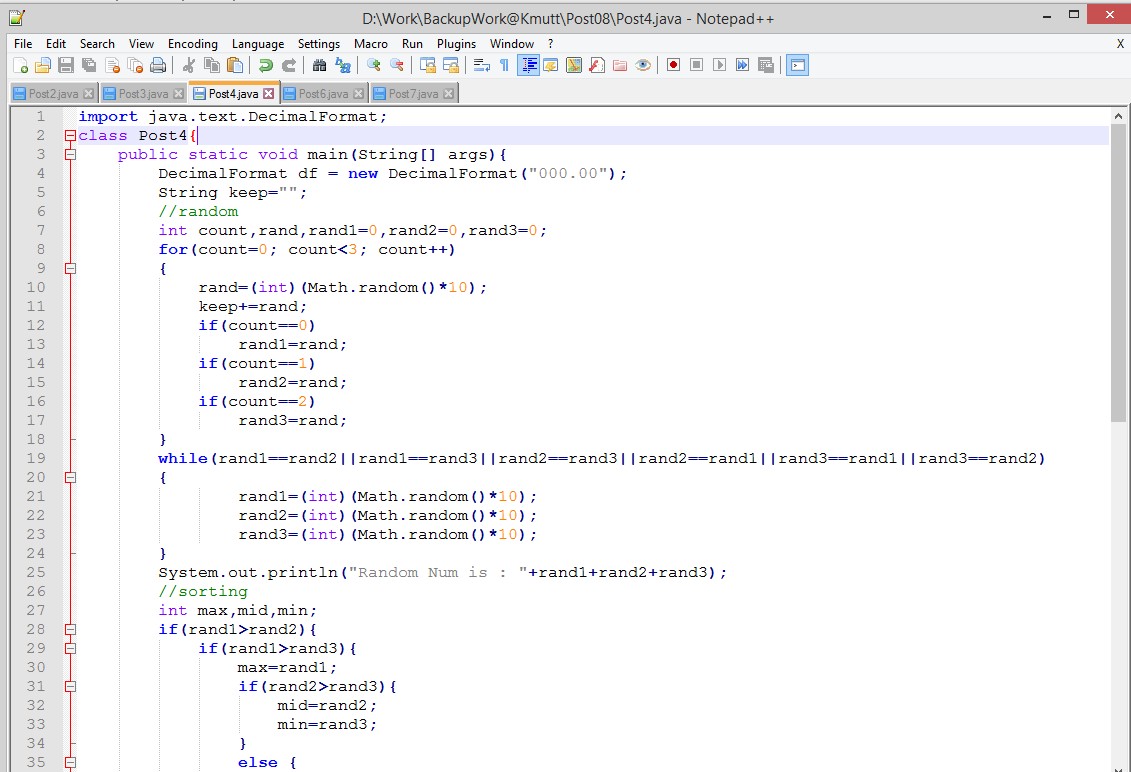 D:\Work\BackupWork@Kmutt\Post08\Post4.java - Notepad++
File Edit Search View Encoding Language Settings Macro Run Plugins Window ? X
Post2.java Post3.java Post4.java Post6.java Post7.java
1 import java.text.DecimalFormat;
2 class Post4{
3 public static void main(String[] args){
4 DecimalFormat df = new DecimalFormat("000.00");
5 String keep="";
6 //random
7 int count,rand,rand1=0,rand2=0,rand3=0;
8 for(count=0; count<3; count++)
9 {
10 rand=(int)(Math.random()*10);
11 keep+=rand;
12 if(count==0)
13 rand1=rand;
14 if(count==1)
15 rand2=rand;
16 if(count==2)
17 rand3=rand;
18 }
19 while(rand1==rand2||rand1==rand3||rand2==rand3||rand2==rand1||rand3==rand1||rand3==rand2)
20 {
21 rand1=(int)(Math.random()*10);
22 rand2=(int)(Math.random()*10);
23 rand3=(int)(Math.random()*10);
24 }
25 System.out.println("Random Num is : "+rand1+rand2+rand3);
26 //sorting
27 int max,mid,min;
28 if(rand1>rand2){
29 if(rand1>rand3){
30 max=rand1;
31 if(rand2>rand3){
32 mid=rand2;
33 min=rand3;
34 }
35 else {